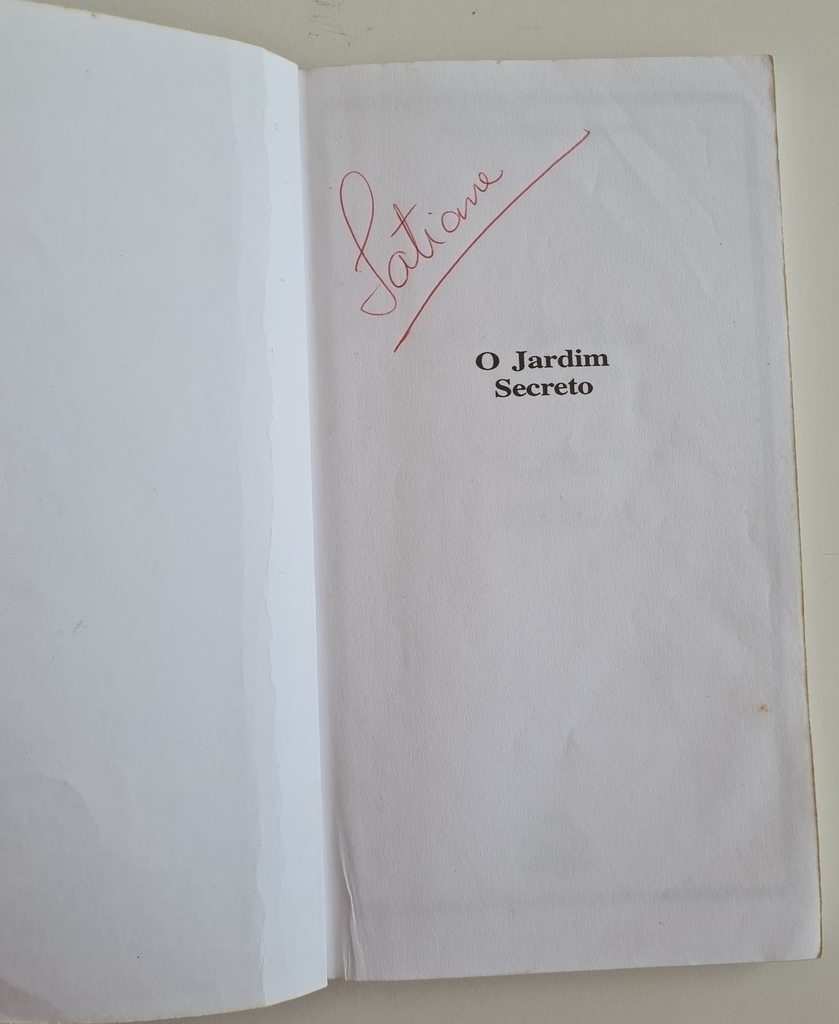 Tatiane
O Jardim
Secreto